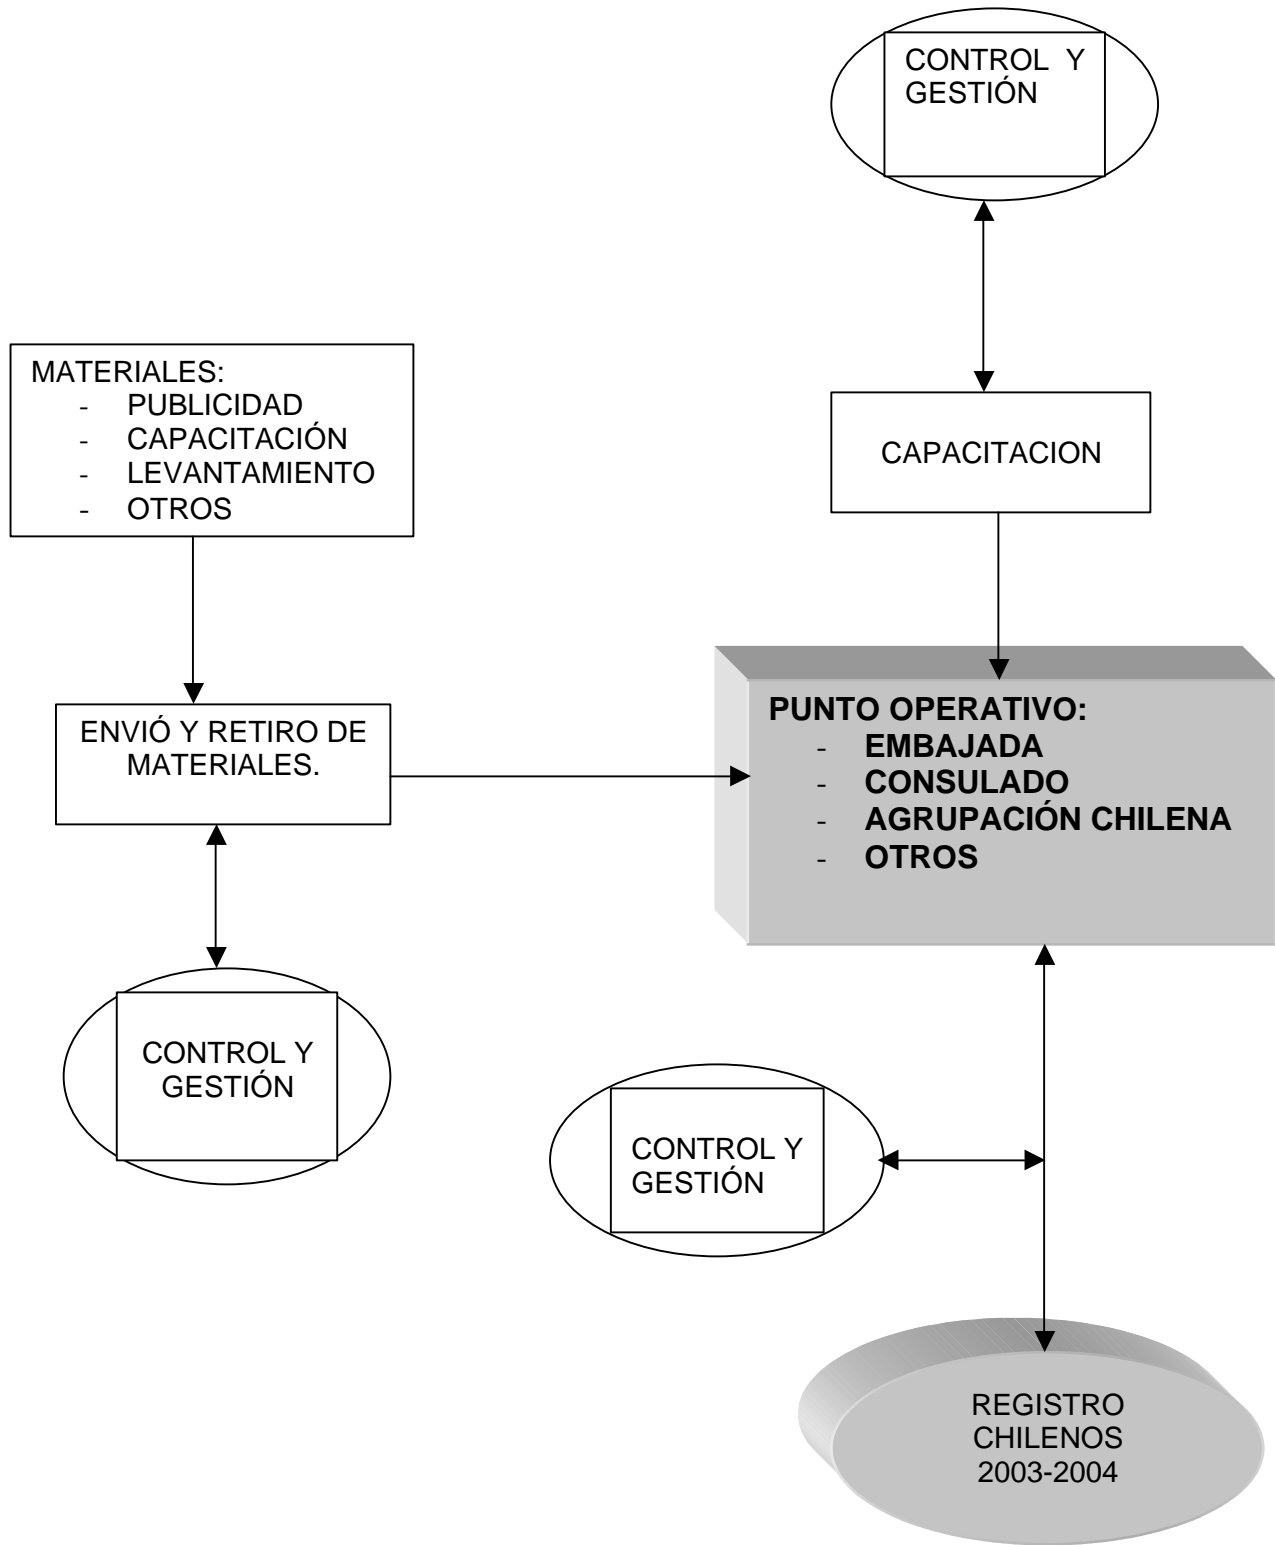 CONTROL Y
GESTIÓN
MATERIALES:
- PUBLICIDAD
- CAPACITACIÓN
- LEVANTAMIENTO
- OTROS
CAPACITACION
ENVIÓ Y RETIRO DE
MATERIALES.
PUNTO OPERATIVO:
- EMBAJADA
- CONSULADO
- AGRUPACIÓN CHILENA
- OTROS
CONTROL Y
GESTIÓN
CONTROL Y
GESTIÓN
REGISTRO
CHILENOS
2003-2004